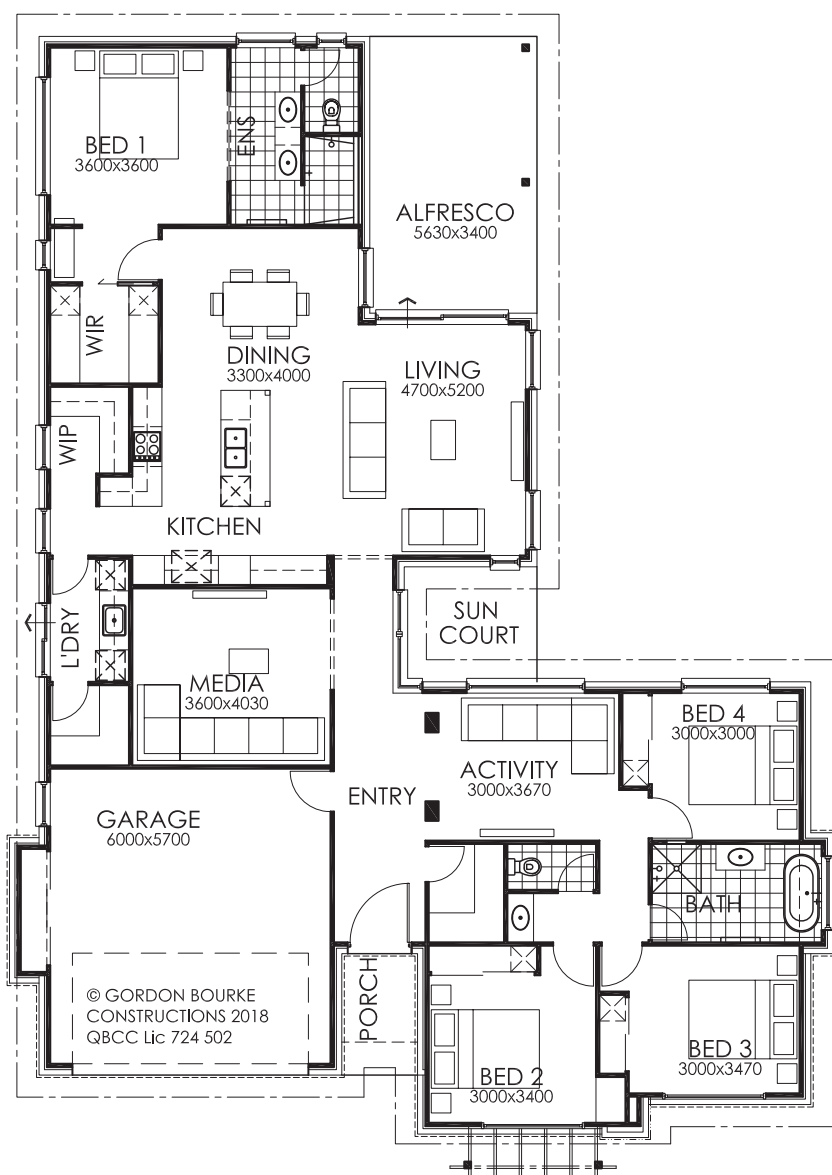 BED 1
3600x3600
ENS
ALFRESCO
5630x3400
WIR
DINING
3300x4000
LIVING
4700x5200
WIP
KITCHEN
L'DRY
SUN
COURT
MEDIA
3600x4030
BED 4
3000x3000
ACTIVITY
3000x3670
ENTRY
GARAGE
6000x5700
BATH
© GORDON BOURKE
CONSTRUCTIONS 2018
QBCC Lic 724 502
PORCH
BED 2
3000x3400
BED 3
3000x3470